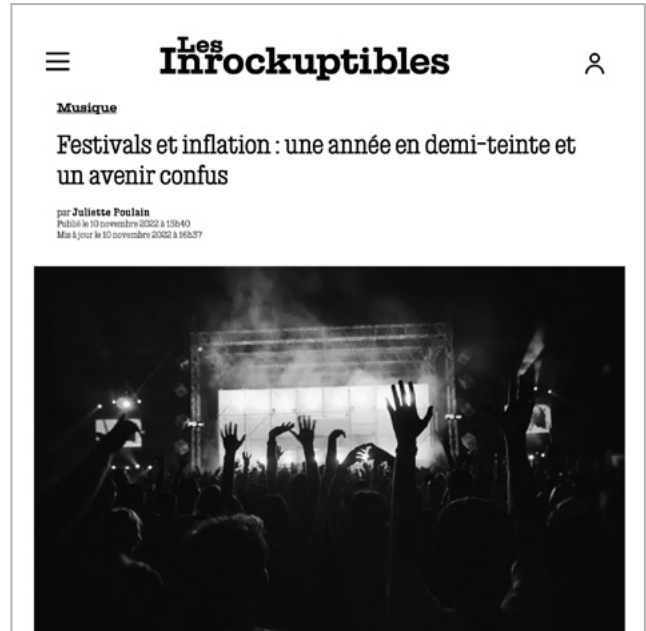 Les
Inrockuptibles
Musique
Festivals et inflation : une année en demi-teinte et
un avenir confus
par Juliette Poulain
Publié le 10 novembre 2022 à 15h40
Mis à jour le 10 novembre 2022 à 16h37